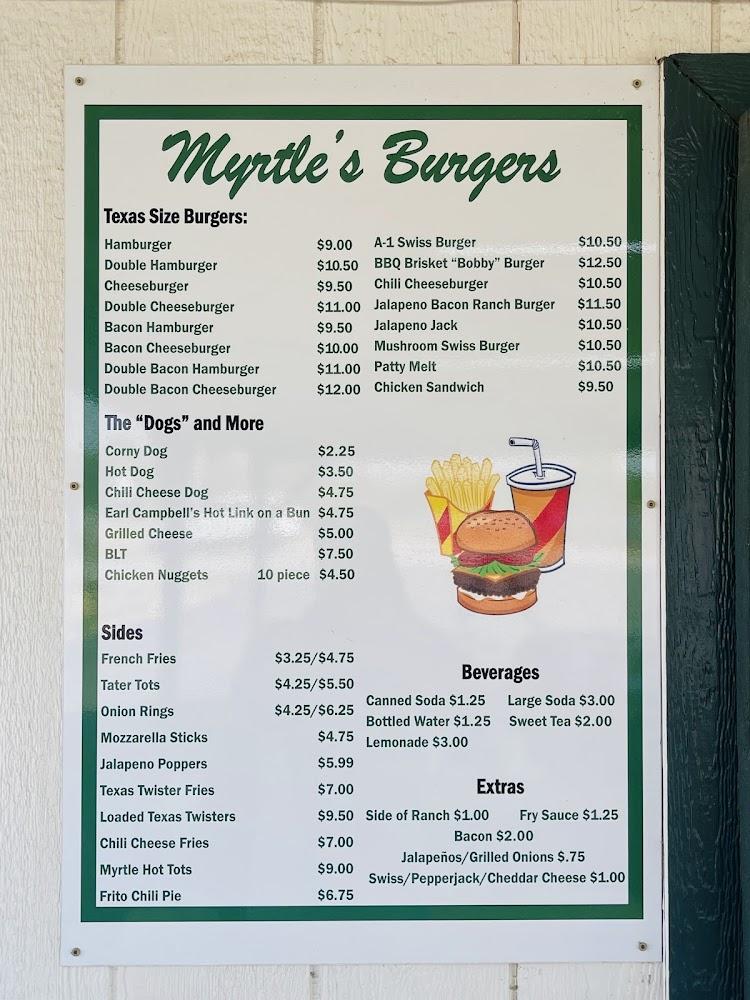 Myrtle's Burgers
Texas Size Burgers:
Hamburger $9.00
Double Hamburger $10.50
Cheeseburger $9.50
Double Cheeseburger $11.00
Bacon Hamburger $9.50
Bacon Cheeseburger $10.00
Double Bacon Hamburger $11.00
Double Bacon Cheeseburger $12.00
A-1 Swiss Burger $10.50
BBQ Brisket “Bobby” Burger $12.50
Chili Cheeseburger $10.50
Jalapeno Bacon Ranch Burger $11.50
Jalapeno Jack $10.50
Mushroom Swiss Burger $10.50
Patty Melt $10.50
Chicken Sandwich $9.50
The “Dogs” and More
Corny Dog $2.25
Hot Dog $3.50
Chili Cheese Dog $4.75
Earl Campbell's Hot Link on a Bun $4.75
Grilled Cheese $5.00
BLT $7.50
Chicken Nuggets 10 piece $4.50
Sides
French Fries $3.25/$4.75
Tater Tots $4.25/$5.50
Onion Rings $4.25/$6.25
Mozzarella Sticks $4.75
Jalapeno Poppers $5.99
Texas Twister Fries $7.00
Loaded Texas Twisters $9.50
Chili Cheese Fries $7.00
Myrtle Hot Tots $9.00
Frito Chili Pie $6.75
Beverages
Canned Soda $1.25 Large Soda $3.00
Bottled Water $1.25 Sweet Tea $2.00
Lemonade $3.00
Extras
Side of Ranch $1.00 Fry Sauce $1.25
Bacon $2.00
Jalapeños/Grilled Onions $.75
Swiss/Pepperjack/Cheddar Cheese $1.00